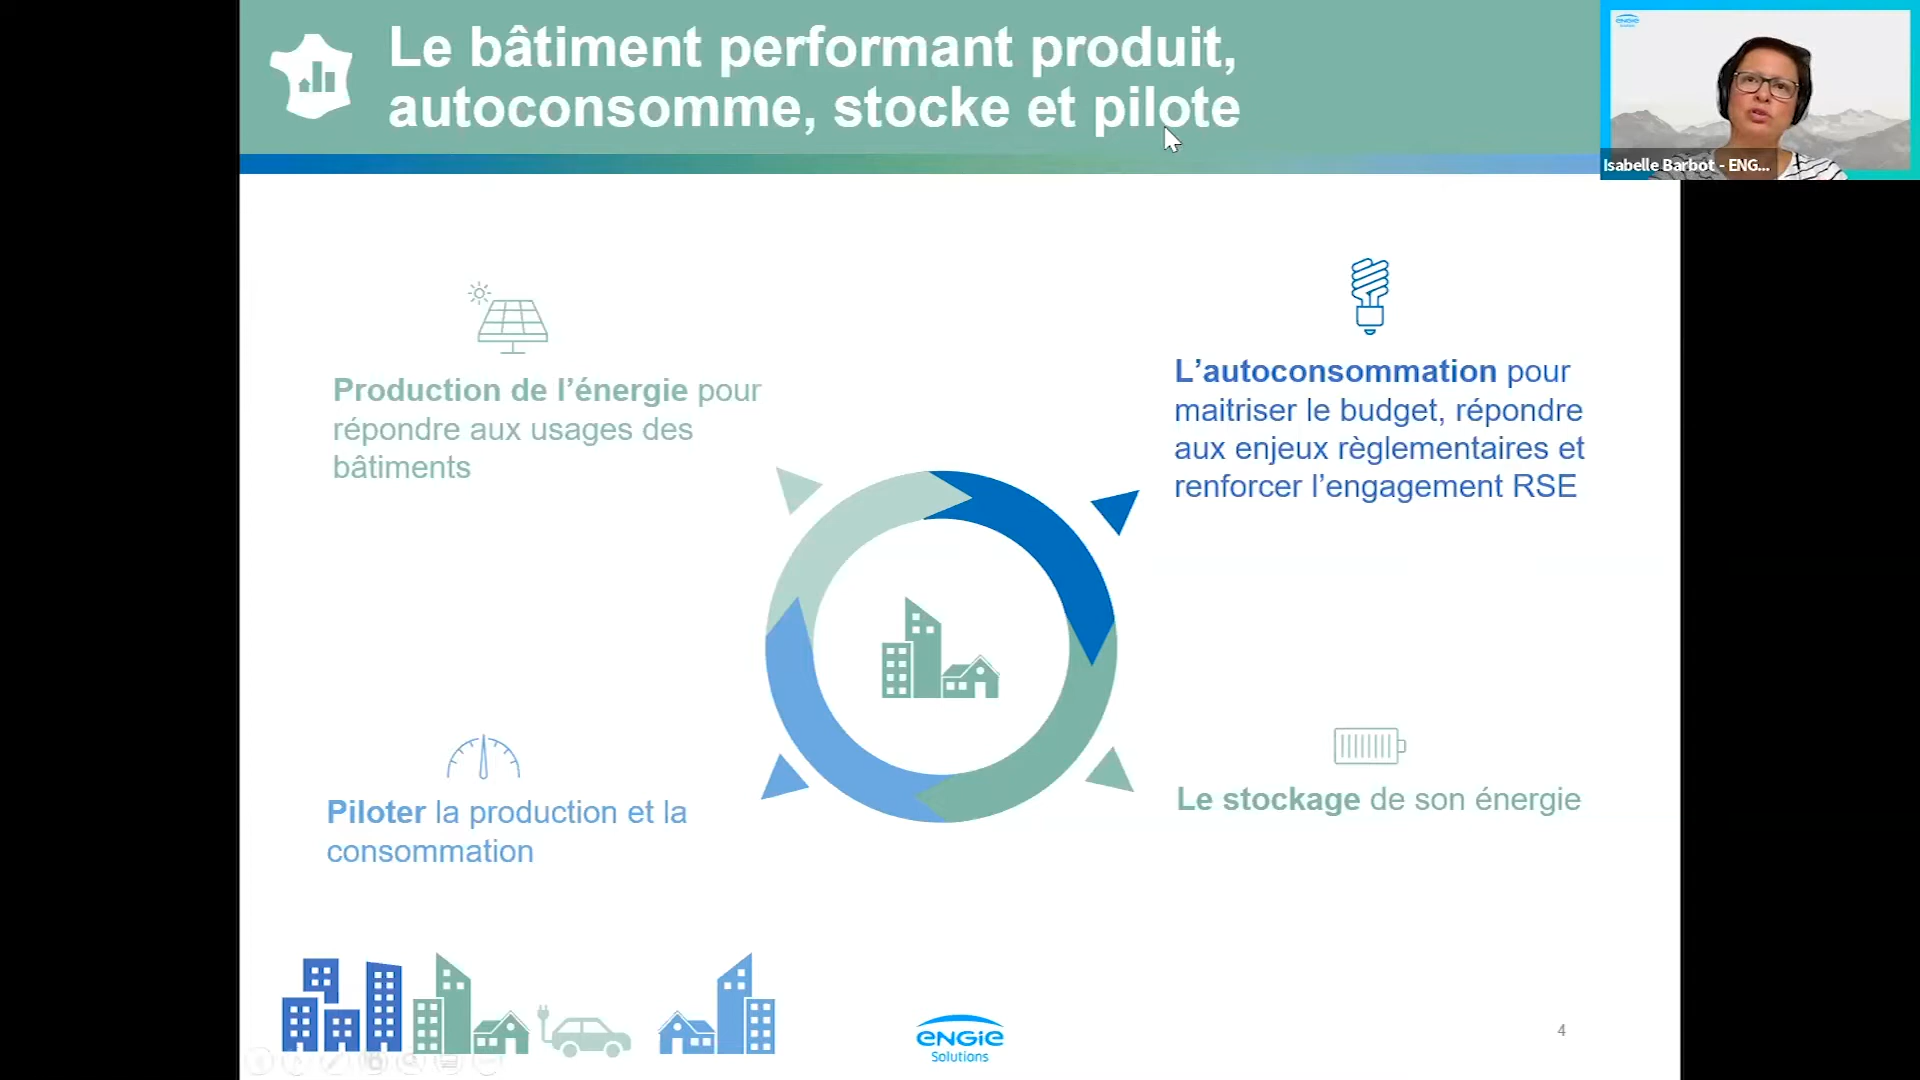 Le bâtiment performant produit,
autoconsomme, stocke et pilote
ENGIE
Isabelle Barbot - ENG...
Production de l’énergie pour
répondre aux usages des
bâtiments
L’autoconsommation pour
maitriser le budget, répondre
aux enjeux règlementaires et
renforcer l’engagement RSE
Piloter la production et la
consommation
Le stockage de son énergie
ENGIE
Solutions
4